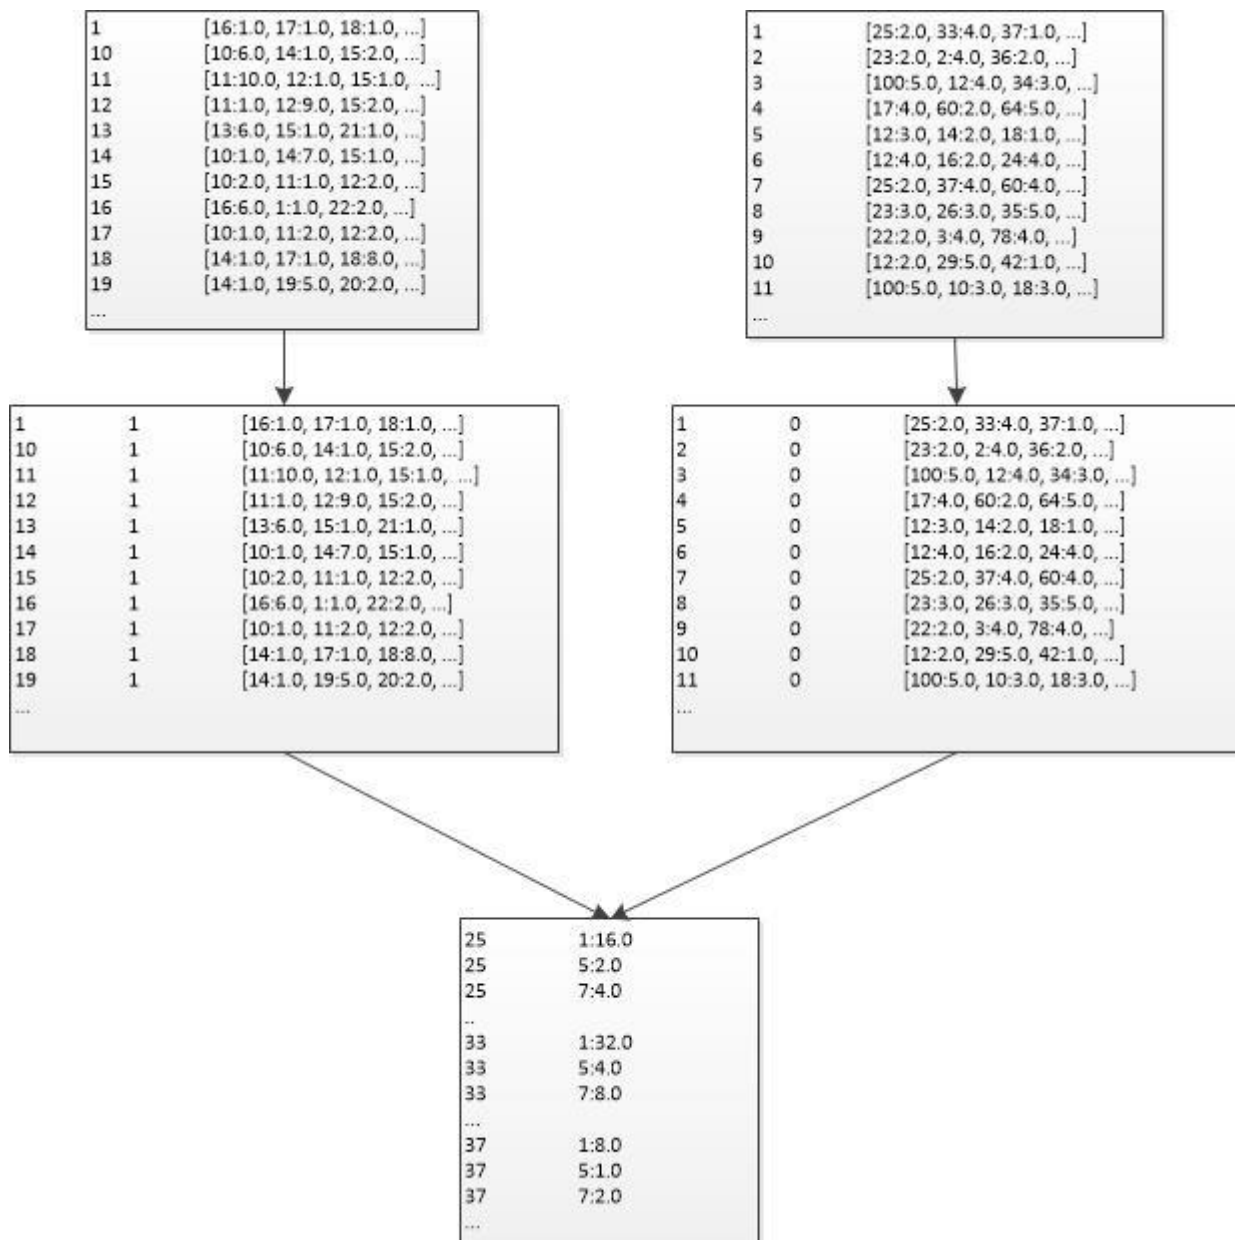 1 [16:1.0, 17:1.0, 18:1.0, ...]
10 [10:6.0, 14:1.0, 15:2.0, ...]
11 [11:10.0, 12:1.0, 15:1.0, ...]
12 [11:1.0, 12:9.0, 15:2.0, ...]
13 [13:6.0, 15:1.0, 21:1.0, ...]
14 [10:1.0, 14:7.0, 15:1.0, ...]
15 [10:2.0, 11:1.0, 12:2.0, ...]
16 [16:6.0, 1:1.0, 22:2.0, ...]
17 [10:1.0, 11:2.0, 12:2.0, ...]
18 [14:1.0, 17:1.0, 18:8.0, ...]
19 [14:1.0, 19:5.0, 20:2.0, ...]
...
1 [25:2.0, 33:4.0, 37:1.0, ...]
2 [23:2.0, 2:4.0, 36:2.0, ...]
3 [100:5.0, 12:4.0, 34:3.0, ...]
4 [17:4.0, 60:2.0, 64:5.0, ...]
5 [12:3.0, 14:2.0, 18:1.0, ...]
6 [12:4.0, 16:2.0, 24:4.0, ...]
7 [25:2.0, 37:4.0, 60:4.0, ...]
8 [23:3.0, 26:3.0, 35:5.0, ...]
9 [22:2.0, 3:4.0, 78:4.0, ...]
10 [12:2.0, 29:5.0, 42:1.0, ...]
11 [100:5.0, 10:3.0, 18:3.0, ...]
...
1 1 [16:1.0, 17:1.0, 18:1.0, ...]
10 1 [10:6.0, 14:1.0, 15:2.0, ...]
11 1 [11:10.0, 12:1.0, 15:1.0, ...]
12 1 [11:1.0, 12:9.0, 15:2.0, ...]
13 1 [13:6.0, 15:1.0, 21:1.0, ...]
14 1 [10:1.0, 14:7.0, 15:1.0, ...]
15 1 [10:2.0, 11:1.0, 12:2.0, ...]
16 1 [16:6.0, 1:1.0, 22:2.0, ...]
17 1 [10:1.0, 11:2.0, 12:2.0, ...]
18 1 [14:1.0, 17:1.0, 18:8.0, ...]
19 1 [14:1.0, 19:5.0, 20:2.0, ...]
...
1 0 [25:2.0, 33:4.0, 37:1.0, ...]
2 0 [23:2.0, 2:4.0, 36:2.0, ...]
3 0 [100:5.0, 12:4.0, 34:3.0, ...]
4 0 [17:4.0, 60:2.0, 64:5.0, ...]
5 0 [12:3.0, 14:2.0, 18:1.0, ...]
6 0 [12:4.0, 16:2.0, 24:4.0, ...]
7 0 [25:2.0, 37:4.0, 60:4.0, ...]
8 0 [23:3.0, 26:3.0, 35:5.0, ...]
9 0 [22:2.0, 3:4.0, 78:4.0, ...]
10 0 [12:2.0, 29:5.0, 42:1.0, ...]
11 0 [100:5.0, 10:3.0, 18:3.0, ...]
...
25 1:16.0
25 5:2.0
25 7:4.0
..
33 1:32.0
33 5:4.0
33 7:8.0
...
37 1:8.0
37 5:1.0
37 7:2.0
...